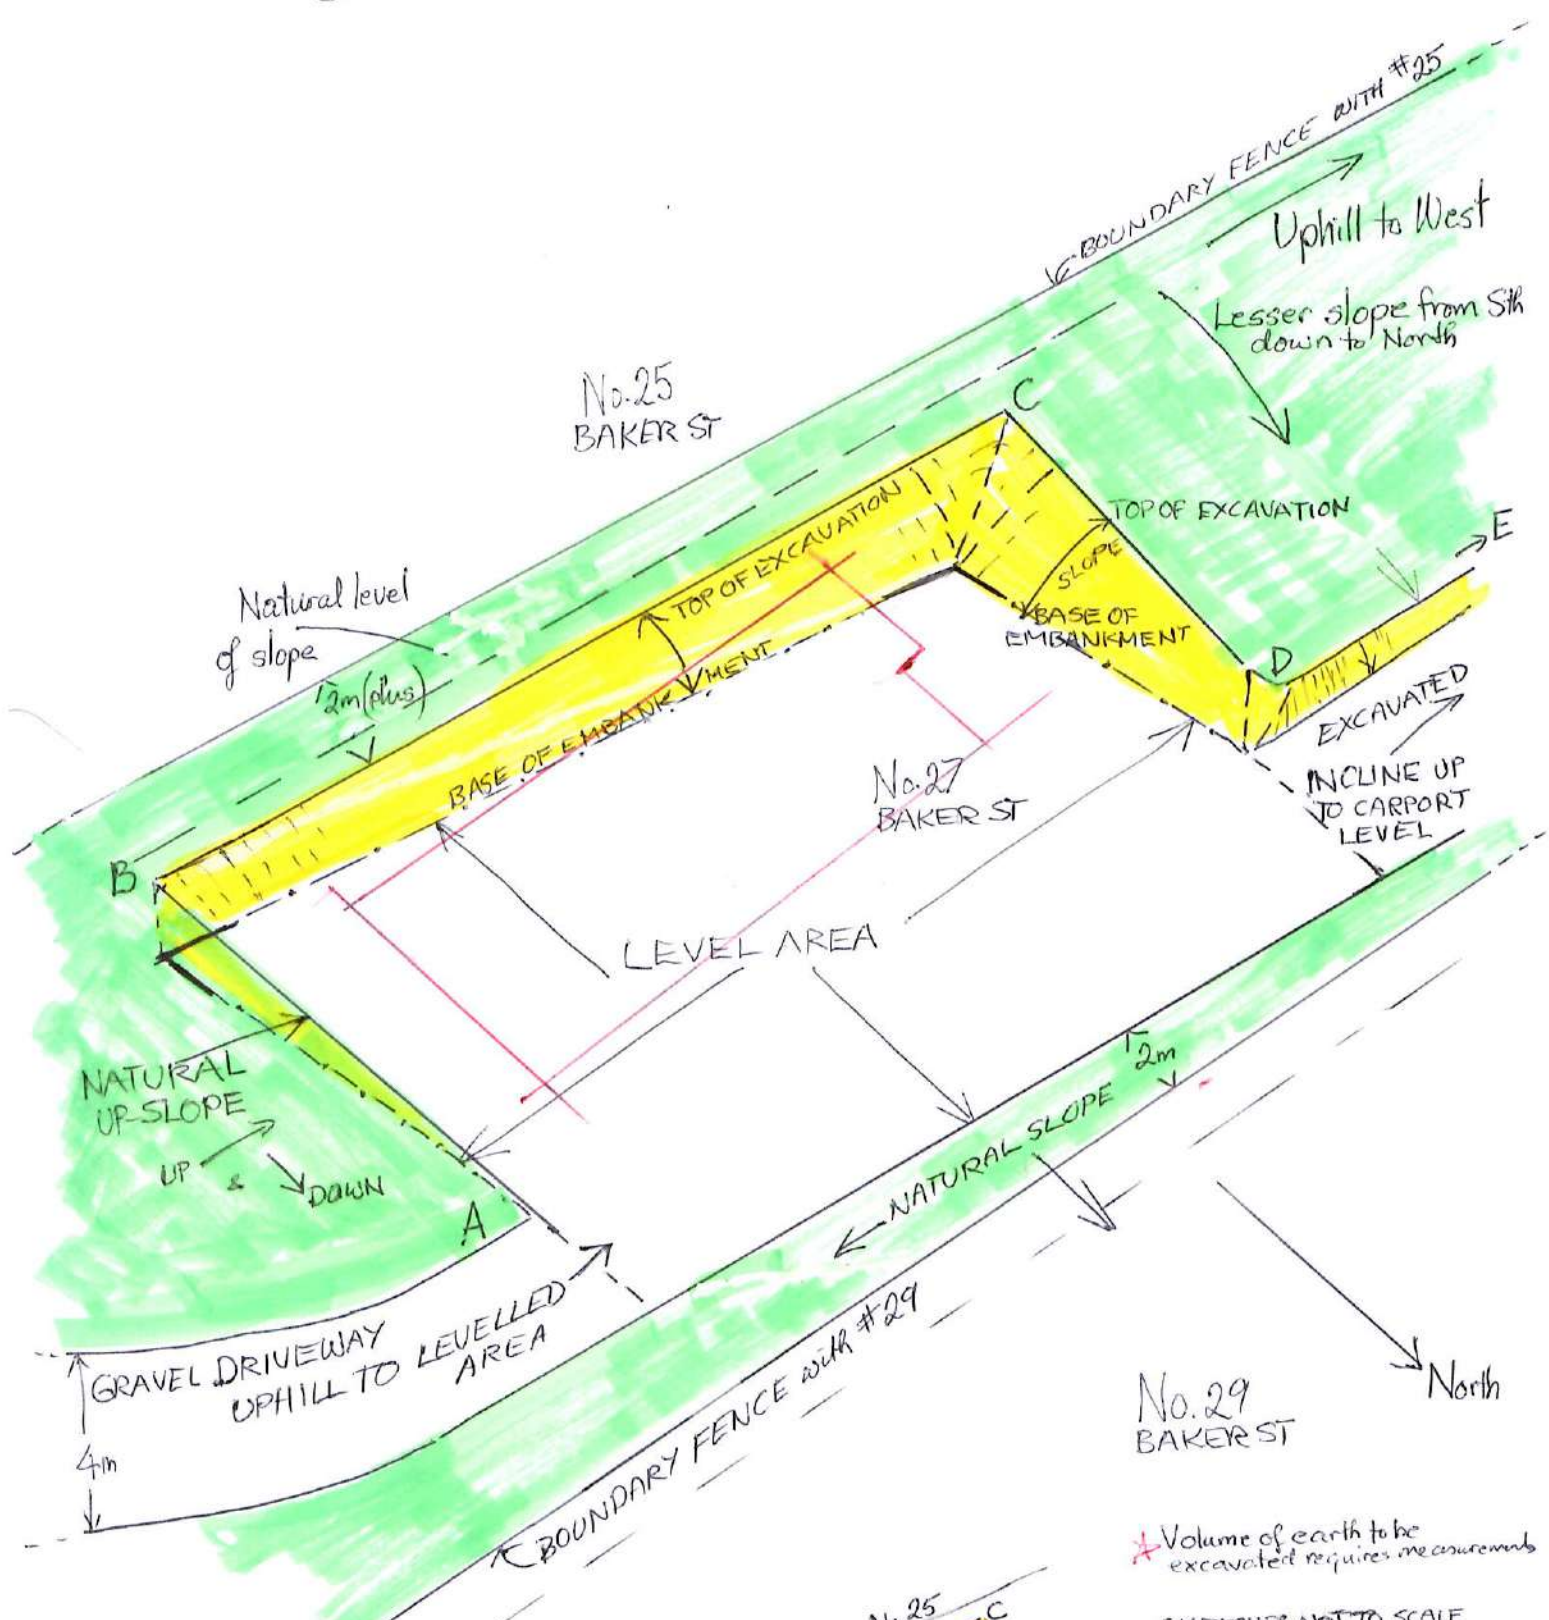 BOUNDARY FENCE WITH #25
Uphill to West
Lesser slope from Sth
down to North
No. 25
BAKER ST
C
TOP OF EXCAVATION
SLOPE
BASE OF
EMBANKMENT
E
TOP OF EXCAVATION
Natural level
of slope
2m (plus)
BASE OF EMBANKMENT
D
EXCAVATED
INCLINE UP
TO CARPORT
LEVEL
No. 27
BAKER ST
B
LEVEL AREA
NATURAL
UP-SLOPE
UP & DOWN
A
2m
NATURAL SLOPE
GRAVEL DRIVEWAY
UPHILL TO LEVELLED
AREA
4m
BOUNDARY FENCE with #29
North
No. 29
BAKER ST
Volume of earth to be
excavated requires measurements
25
C
NOT TO SCALE